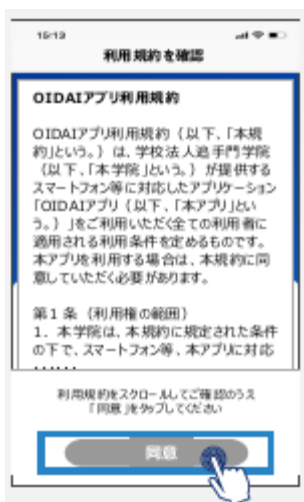 15:13
利用規約を確認
OIDAIアプリ利用規約
OIDAIアプリ利用規約（以下、「本規
約」という。）は、学校法人追手門学院
（以下、「本学院」という。）が提供する
スマートフォン等に対応したアプリケーション
「OIDAIアプリ（以下、「本アプリ」とい
う。）」をご利用いただく全ての利用者に
適用される利用条件を定めるものです。
本アプリを利用する場合は、本規約に同
意していただく必要があります。
第１条（利用権の範囲）
1．本学院は、本規約に規定された条件
の下で、スマートフォン等、本アプリに対応
......
利用規約をスクロールしてご確認のうえ
「同意」をタップしてください
同意